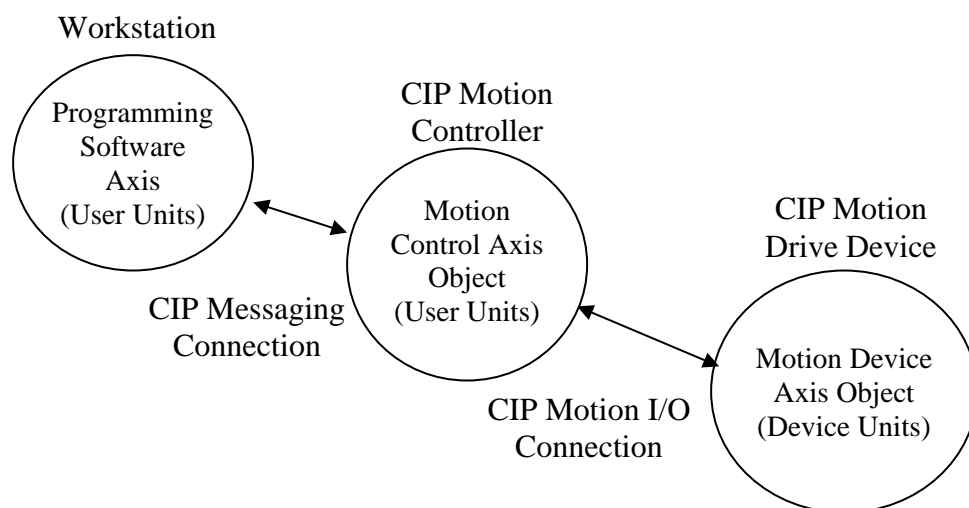 Workstation
Programming
Software
Axis
(User Units)
CIP Motion
Controller
Motion
Control Axis
Object
(User Units)
CIP Messaging
Connection
CIP Motion
Drive Device
Motion Device
Axis Object
(Device Units)
CIP Motion I/O
Connection